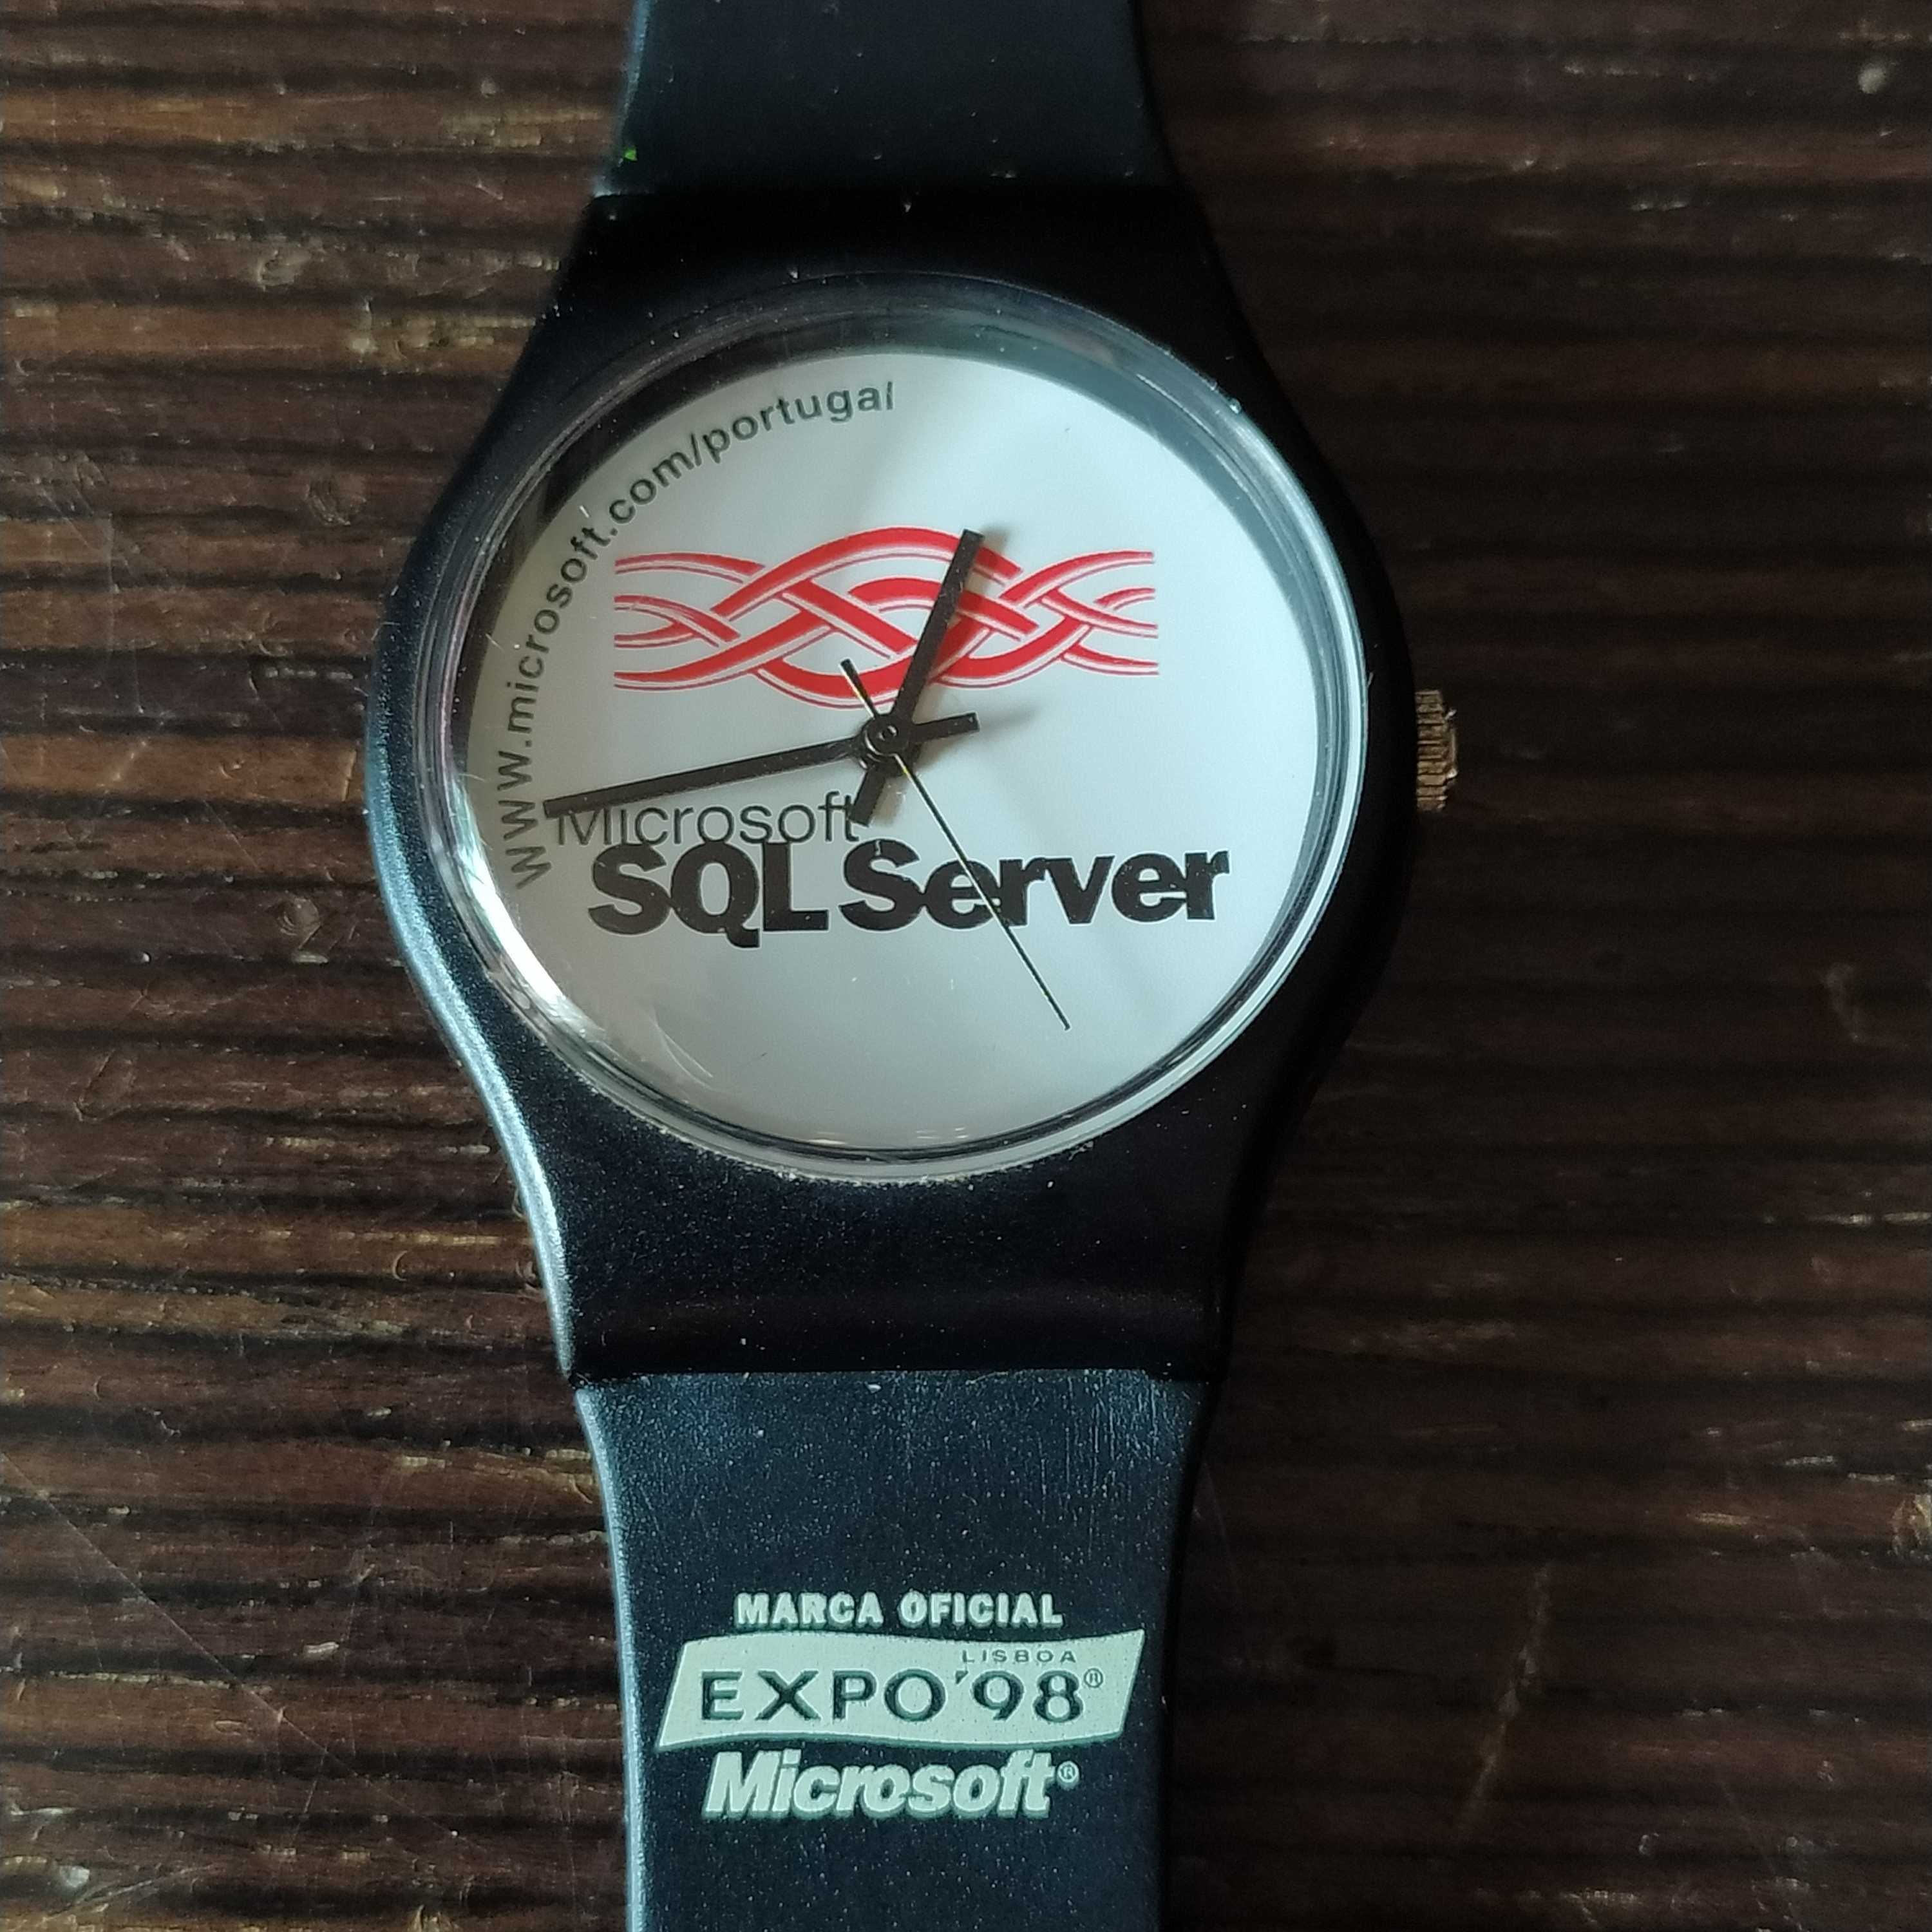 www.microsoft.com/portugal
Microsoft
SQL Server
MARCA OFICIAL
LISBOA
EXPO'98®
Microsoft®